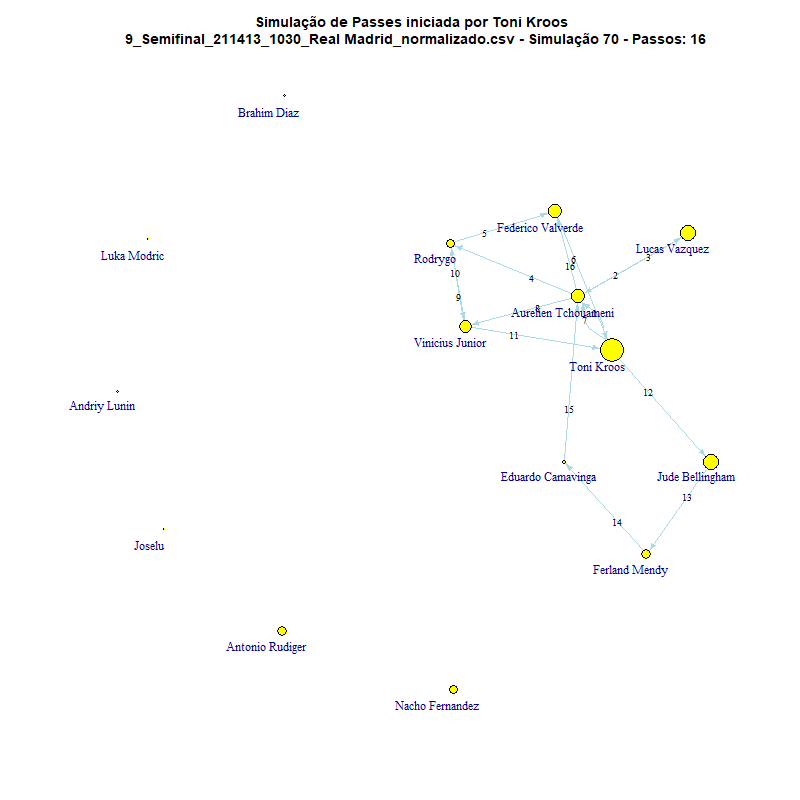 Simulação de Passes iniciada por Toni Kroos
9_Semifinal_211413_1030_Real Madrid_normalizado.csv - Simulação 70 - Passos: 16
Brahim Diaz
Federico Valverde
5
Lucas Vazquez
Luka Modric
Rodrygo
6
3
16
10
4
2
9
8
Aurelien Tchouameni
7
11
Vinicius Junior
Toni Kroos
12
Andriy Lunin
15
Eduardo Camavinga
Jude Bellingham
13
14
Joselu
Ferland Mendy
Antonio Rudiger
Nacho Fernandez